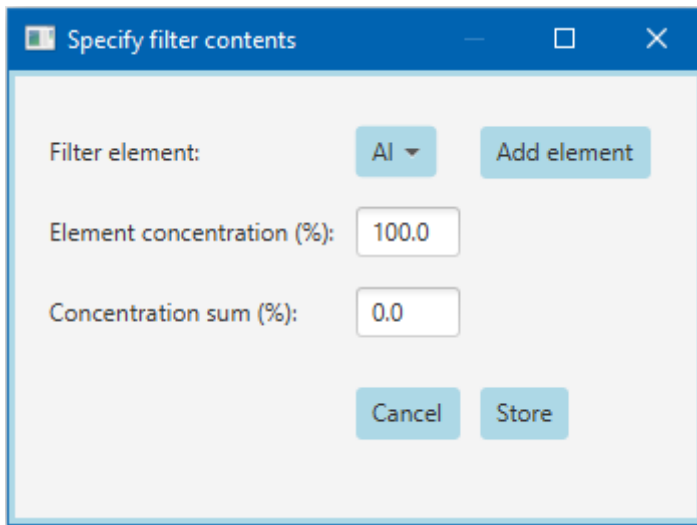 Specify filter contents
Filter element: Al Add element
Element concentration (%): 100.0
Concentration sum (%): 0.0
Cancel Store